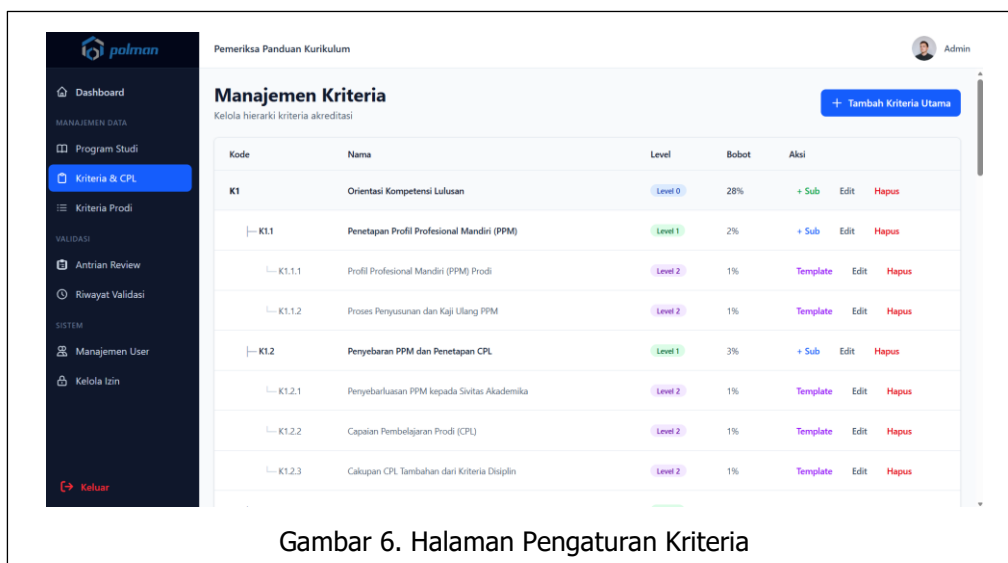 polman
Pemeriksa Panduan Kurikulum
Admin
Dashboard
MANAJEMEN DATA
Program Studi
Kriteria & CPL
Kriteria Prodi
VALIDASI
Antrian Review
Riwayat Validasi
SISTEM
Manajemen User
Kelola Izin
Keluar
Manajemen Kriteria
Kelola hierarki kriteria akreditasi
+ Tambah Kriteria Utama
Kode Nama Level Bobot Aksi
K1 Orientasi Kompetensi Lulusan Level 0 28% + Sub Edit Hapus
K1.1 Penetapan Profil Profesional Mandiri (PPM) Level 1 2% + Sub Edit Hapus
K1.1.1 Profil Profesional Mandiri (PPM) Prodi Level 2 1% Template Edit Hapus
K1.1.2 Proses Penyusunan dan Kaji Ulang PPM Level 2 1% Template Edit Hapus
K1.2 Penyebaran PPM dan Penetapan CPL Level 1 3% + Sub Edit Hapus
K1.2.1 Penyebarluasan PPM kepada Sivitas Akademika Level 2 1% Template Edit Hapus
K1.2.2 Capaian Pembelajaran Prodi (CPL) Level 2 1% Template Edit Hapus
K1.2.3 Cakupan CPL Tambahan dari Kriteria Disiplin Level 2 1% Template Edit Hapus
Gambar 6. Halaman Pengaturan Kriteria